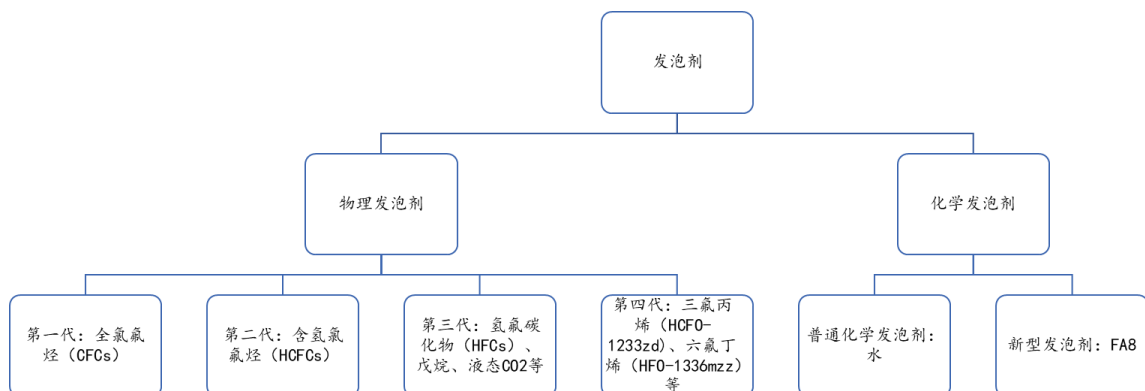 发泡剂
物理发泡剂
化学发泡剂
第一代：全氯氟
烃（CFCs）
第二代：含氢氯
氟烃（HCFCs）
第三代：氢氟碳
化物（HFCs）、
戊烷、液态CO2等
第四代：三氟丙
烯（HCFO-
1233zd）、六氟丁
烯（HFO-1336mzz）
等
普通化学发泡剂：
水
新型发泡剂：FA8